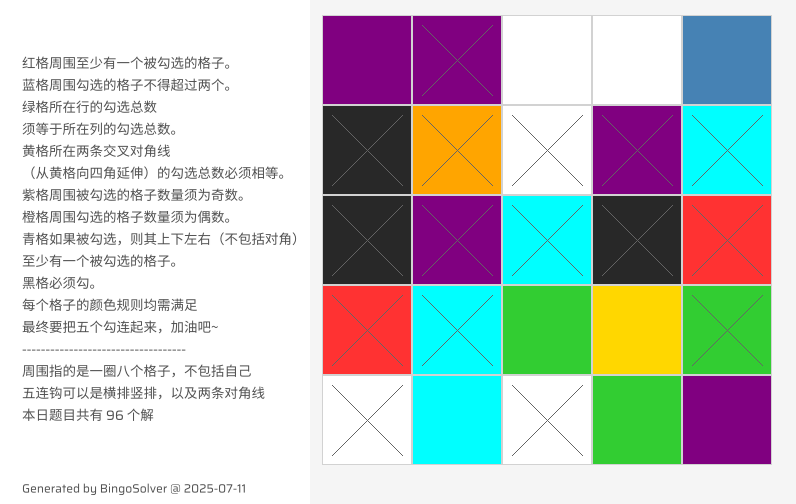 红格周围至少有一个被勾选的格子。
蓝格周围勾选的格子不得超过两个。
绿格所在行的勾选总数
须等于所在列的勾选总数。
黄格所在两条交叉对角线
（从黄格向四角延伸）的勾选总数必须相等。
紫格周围被勾选的格子数量须为奇数。
橙格周围勾选的格子数量须为偶数。
青格如果被勾选，则其上下左右（不包括对角）
至少有一个被勾选的格子。
黑格必须勾。
每个格子的颜色规则均需满足
最终要把五个勾连起来，加油吧~
-----------------------------------
周围指的是一圈八个格子，不包括自己
五连钩可以是横排竖排，以及两条对角线
本日题目共有 96 个解
Generated by BingoSolver @ 2025-07-11